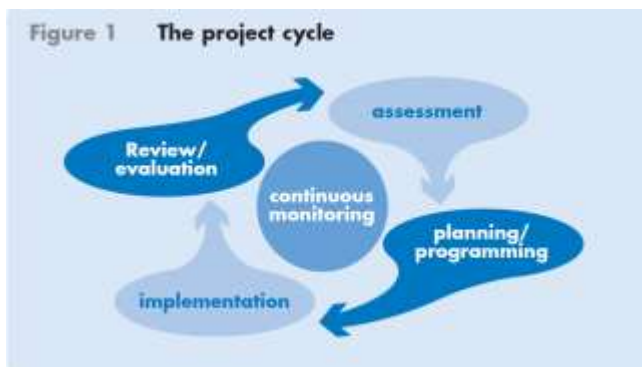 Figure 1 The project cycle
assessment
Review/
evaluation
continuous
monitoring
planning/
programming
implementation